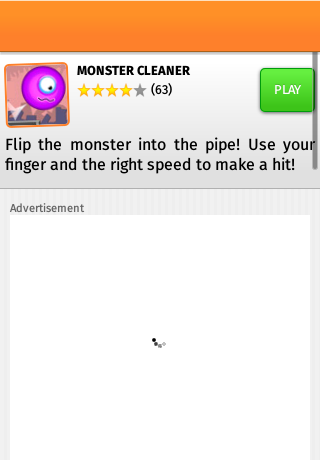 MONSTER CLEANER
(63)
PLAY
Flip the monster into the pipe! Use your
finger and the right speed to make a hit!
Advertisement